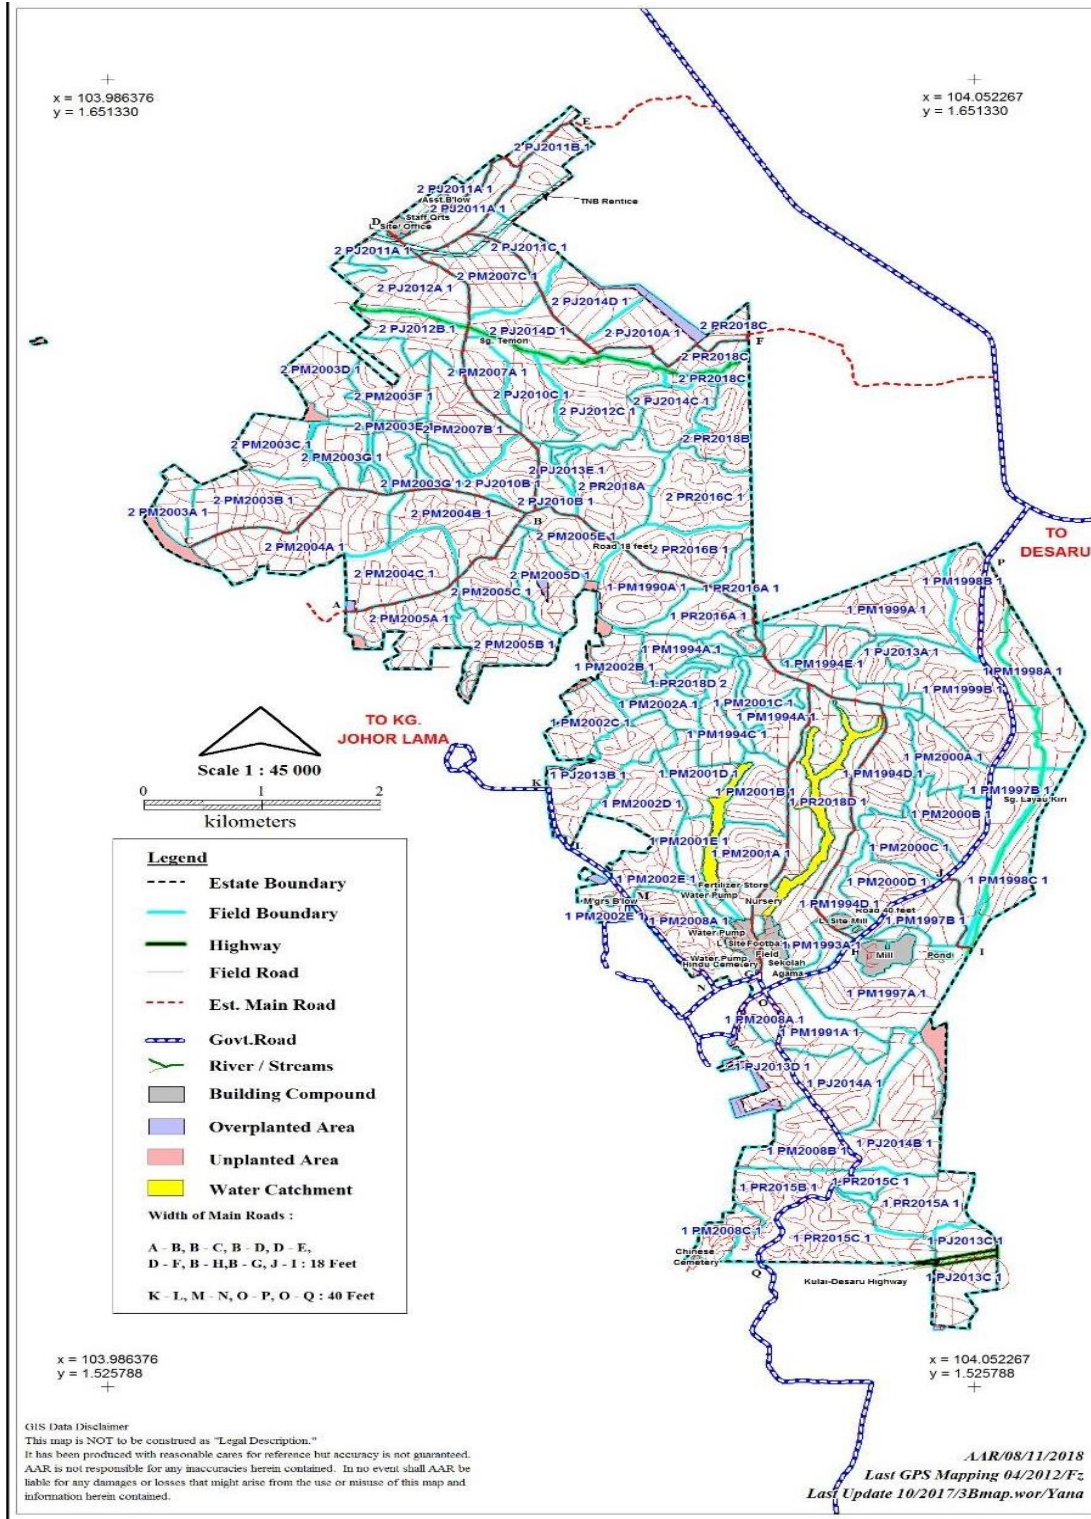 x = 103.986376
y = 1.651330
x = 104.052267
y = 1.651330
E
2 PJ2011B 1
2 PJ2011A 1
Asst.B'low
TNB Rentice
2 PJ2011A 1
Staff Qrts
D
L. Site/ Office
2 PJ2011A 1
2 PJ2011C 1
2 PM2007C 1
2 PJ2012A 1
2 PJ2014D 1
2 PJ2012B 1
2 PJ2014D 1
2 PJ2010A 1
2 PR2018C
Sg. Temon
F
2 PR2018C
2 PM2003D 1
2 PM2007A 1
2 PR2018C
2 PM2003F 1
2 PJ2010C 1
2 PJ2014C 1
2 PJ2012C 1
2 PM2003E 1
2 PM2007B 1
2 PR2018B
2 PM2003C 1
2 PM2003G 1
2 PJ2013E 1
2 PM2003G 1
2 PJ2010B 1
2 PR2018A
2 PM2003B 1
2 PJ2010B 1
2 PR2016C 1
2 PM2003A 1
2 PM2004B 1
B
TO
DESARU
C
2 PM2004A 1
2 PM2005E 1
Road 18 feet
2 PR2016B 1
P
2 PM2004C 1
2 PM2005D 1
1 PM1998B 1
2 PM2005C 1
1 PM1990A 1
1 PR2016A 1
A
2 PM2005A 1
1 PR2016A 1
1 PM1999A 1
2 PM2005B 1
1 PM1994A 1
1 PJ2013A 1
1 PM2002B 1
1 PM1994E 1
1 PM1998A 1
1 PR2018D 2
1 PM1999B 1
1 PM2002A 1
1 PM2001C 1
TO KG.
JOHOR LAMA
1 PM2002C 1
1 PM1994A 1
1 PM1994C 1
1 PM2000A 1
Scale 1 : 45 000
K
1 PJ2013B 1
1 PM2001D 1
1 PM1994D 1
0 1 2
kilometers
1 PM2001B 1
1 PM1997B 1
1 PM2002D 1
1 PR2018D 1
Sg. Layau Kiri
1 PM2000B 1
L
1 PM2001E 1
1 PM2001A 1
1 PM2000C 1
1 PM2002E 1
Fertilizer Store
1 PM2000D 1
J
1 PM1998C 1
M
Water Pump
M'grs B'low
Nursery
1 PM1994D 1
Road 40 feet
1 PM2002E 1
1 PM2008A 1
L. Site Mill
1 PM1997B 1
Water Pump
L. Site
Footba
Field
1 PM1993A 1
H
Mill
Pond
I
Water Pump
Hindu Cemetery
Sekolah
Agama
G
N
1 PM1997A 1
O
1 PM2008A 1
1 PM1991A 1
1 PJ2013D 1
1 PJ2014A 1
1 PJ2014B 1
1 PM2008B 1
1 PR2015B 1
1 PR2015C 1
1 PR2015A 1
1 PM2008C 1
1 PR2015C 1
1 PJ2013C 1
Chinese
Cemetery
Q
Kulai-Desaru Highway
1 PJ2013C 1
Legend
Estate Boundary
Field Boundary
Highway
Field Road
Est. Main Road
Govt.Road
River / Streams
Building Compound
Overplanted Area
Unplanted Area
Water Catchment
Width of Main Roads :
A - B, B - C, B - D, D - E,
D - F, B - H,B - G, J - I : 18 Feet
K - L, M - N, O - P, O - Q : 40 Feet
x = 103.986376
y = 1.525788
x = 104.052267
y = 1.525788
GIS Data Disclaimer
This map is NOT to be construed as "Legal Description."
It has been produced with reasonable cares for reference but accuracy is not guaranteed.
AAR is not responsible for any inaccuracies herein contained. In no event shall AAR be
liable for any damages or losses that might arise from the use or misuse of this map and
information herein contained.
AAR/08/11/2018
Last GPS Mapping 04/2012/Fz
Last Update 10/2017/3Bmap.wor/Yana